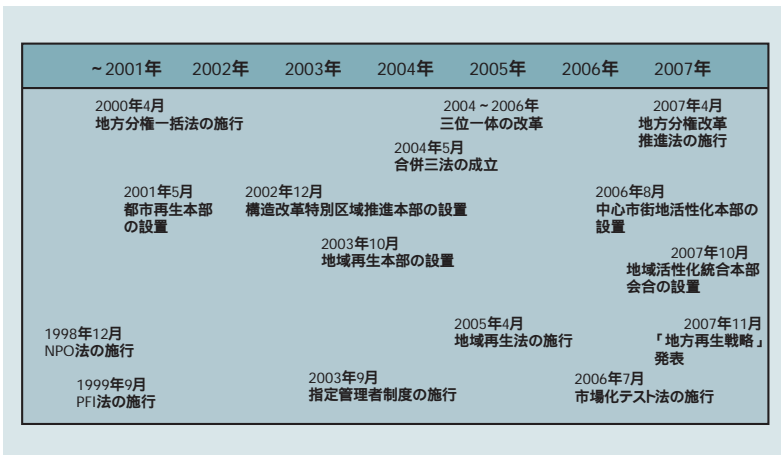 ~2001年 2002年 2003年 2004年 2005年 2006年 2007年
2000年4月
地方分権一括法の施行
2004~2006年
三位一体の改革
2007年4月
地方分権改革
推進法の施行
2004年5月
合併三法の成立
2001年5月
都市再生本部
の設置
2002年12月
構造改革特別区域推進本部の設置
2006年8月
中心市街地活性化本部の
設置
2003年10月
地域再生本部の設置
2007年10月
地域活性化統合本部
会合の設置
1998年12月
NPO法の施行
2005年4月
地域再生法の施行
2007年11月
「地方再生戦略」
発表
1999年9月
PFI法の施行
2003年9月
指定管理者制度の施行
2006年7月
市場化テスト法の施行